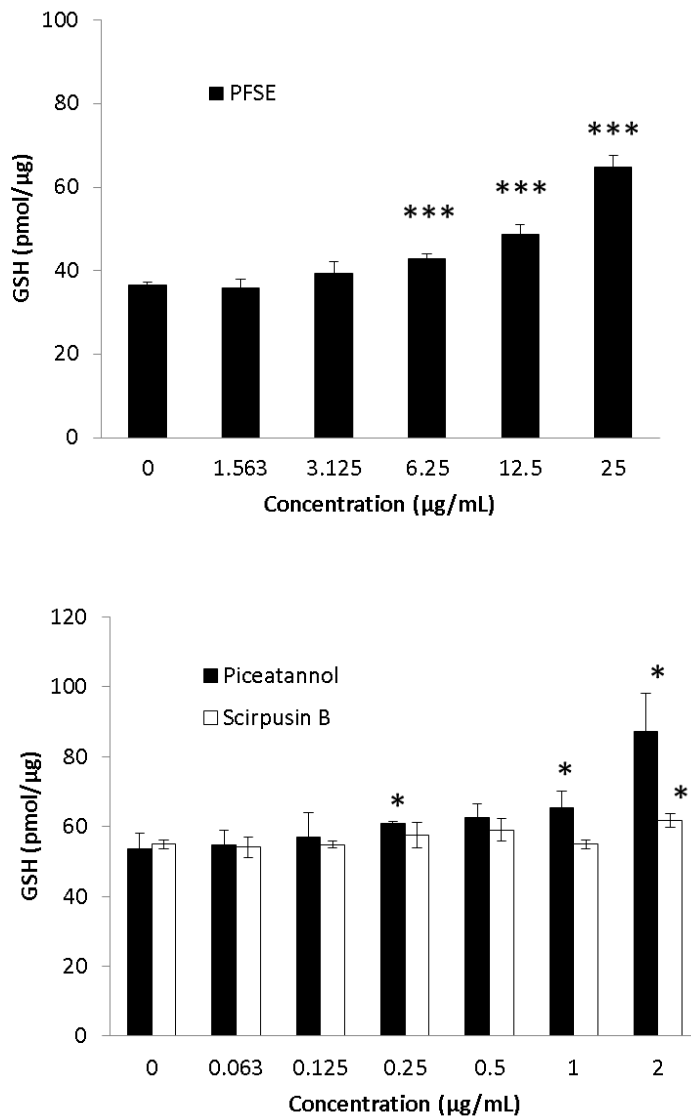 100
PFSE
80
***
***
***
60
GSH (pmol/µg)
40
20
0
0 1.563 3.125 6.25 12.5 25
Concentration (µg/mL)
120
Piceatannol
*
100
Scirpusin B
80
*
*
*
60
GSH (pmol/µg)
40
20
0
0 0.063 0.125 0.25 0.5 1 2
Concentration (µg/mL)